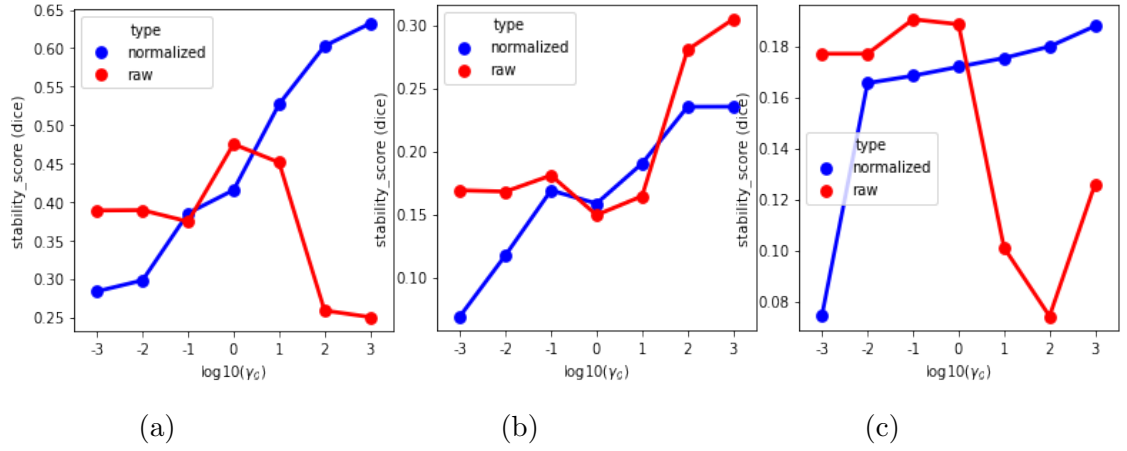 0.65
0.60
0.55
0.50
0.45
0.40
0.35
0.30
0.25
stability_score (dice)
type
normalized
raw
-3 -2 -1 0 1 2 3
log10(γ𝒢)
(a)
0.30
0.25
0.20
0.15
0.10
stability_score (dice)
type
normalized
raw
-3 -2 -1 0 1 2 3
log10(γ𝒢)
(b)
0.18
0.16
0.14
0.12
0.10
0.08
stability_score (dice)
type
normalized
raw
-3 -2 -1 0 1 2 3
log10(γ𝒢)
(c)